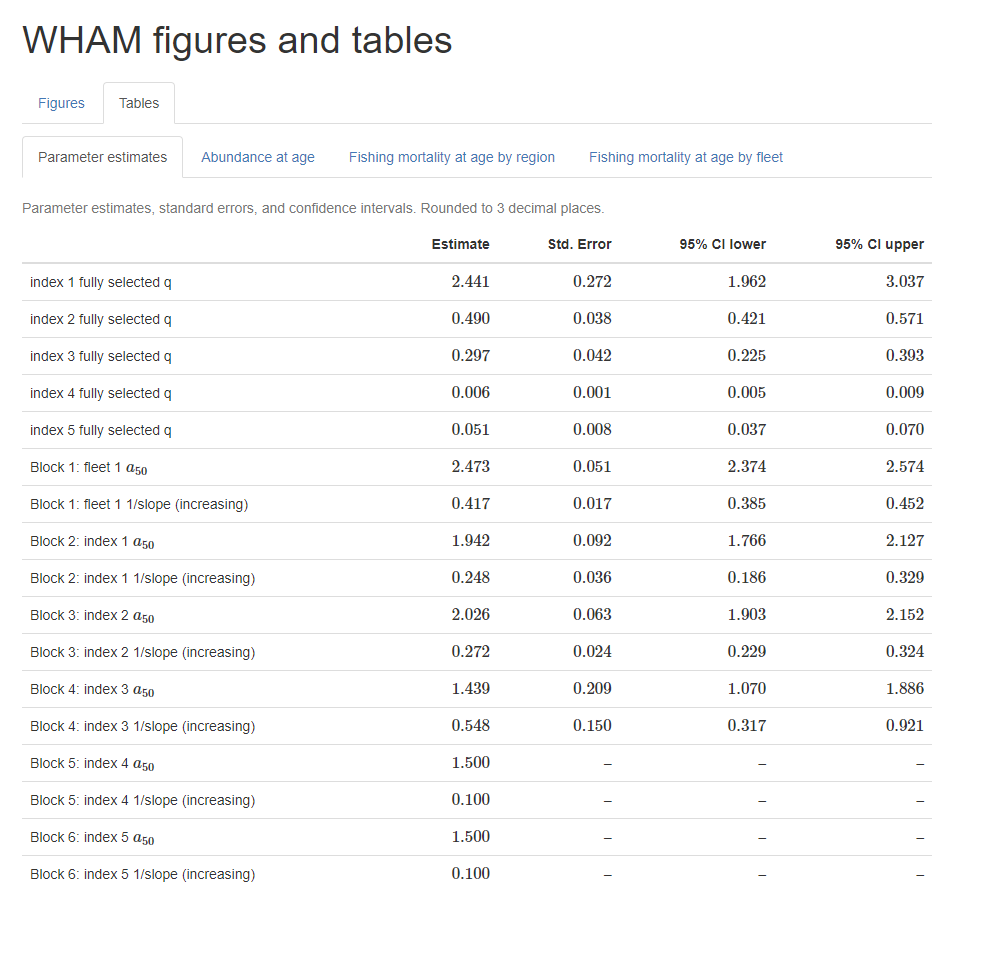 WHAM figures and tables
Figures Tables
Parameter estimates Abundance at age Fishing mortality at age by region Fishing mortality at age by fleet
Parameter estimates, standard errors, and confidence intervals. Rounded to 3 decimal places.
Estimate Std. Error 95% CI lower 95% CI upper
index 1 fully selected q 2.441 0.272 1.962 3.037
index 2 fully selected q 0.490 0.038 0.421 0.571
index 3 fully selected q 0.297 0.042 0.225 0.393
index 4 fully selected q 0.006 0.001 0.005 0.009
index 5 fully selected q 0.051 0.008 0.037 0.070
Block 1: fleet 1 a50 2.473 0.051 2.374 2.574
Block 1: fleet 1 1/slope (increasing) 0.417 0.017 0.385 0.452
Block 2: index 1 a50 1.942 0.092 1.766 2.127
Block 2: index 1 1/slope (increasing) 0.248 0.036 0.186 0.329
Block 3: index 2 a50 2.026 0.063 1.903 2.152
Block 3: index 2 1/slope (increasing) 0.272 0.024 0.229 0.324
Block 4: index 3 a50 1.439 0.209 1.070 1.886
Block 4: index 3 1/slope (increasing) 0.548 0.150 0.317 0.921
Block 5: index 4 a50 1.500 – – –
Block 5: index 4 1/slope (increasing) 0.100 – – –
Block 6: index 5 a50 1.500 – – –
Block 6: index 5 1/slope (increasing) 0.100 – – –